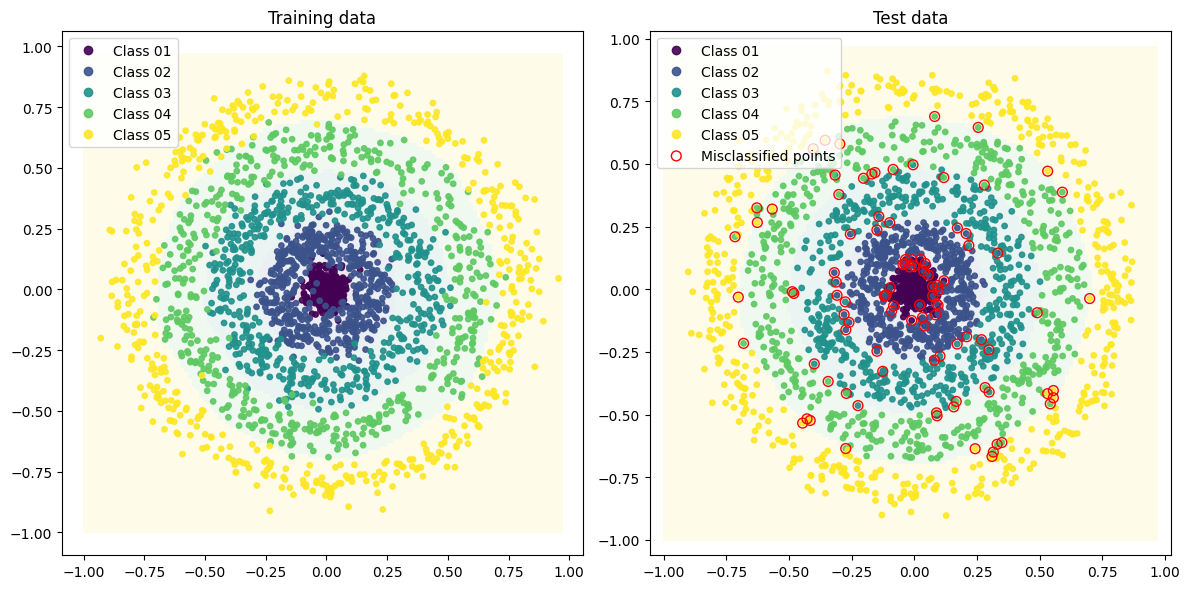 Training data
Class 01
Class 02
Class 03
Class 04
Class 05
1.00
0.75
0.50
0.25
0.00
−0.25
−0.50
−0.75
−1.00
−1.00 −0.75 −0.50 −0.25 0.00 0.25 0.50 0.75 1.00
Test data
Class 01
Class 02
Class 03
Class 04
Class 05
Misclassified points
1.00
0.75
0.50
0.25
0.00
−0.25
−0.50
−0.75
−1.00
−1.00 −0.75 −0.50 −0.25 0.00 0.25 0.50 0.75 1.00